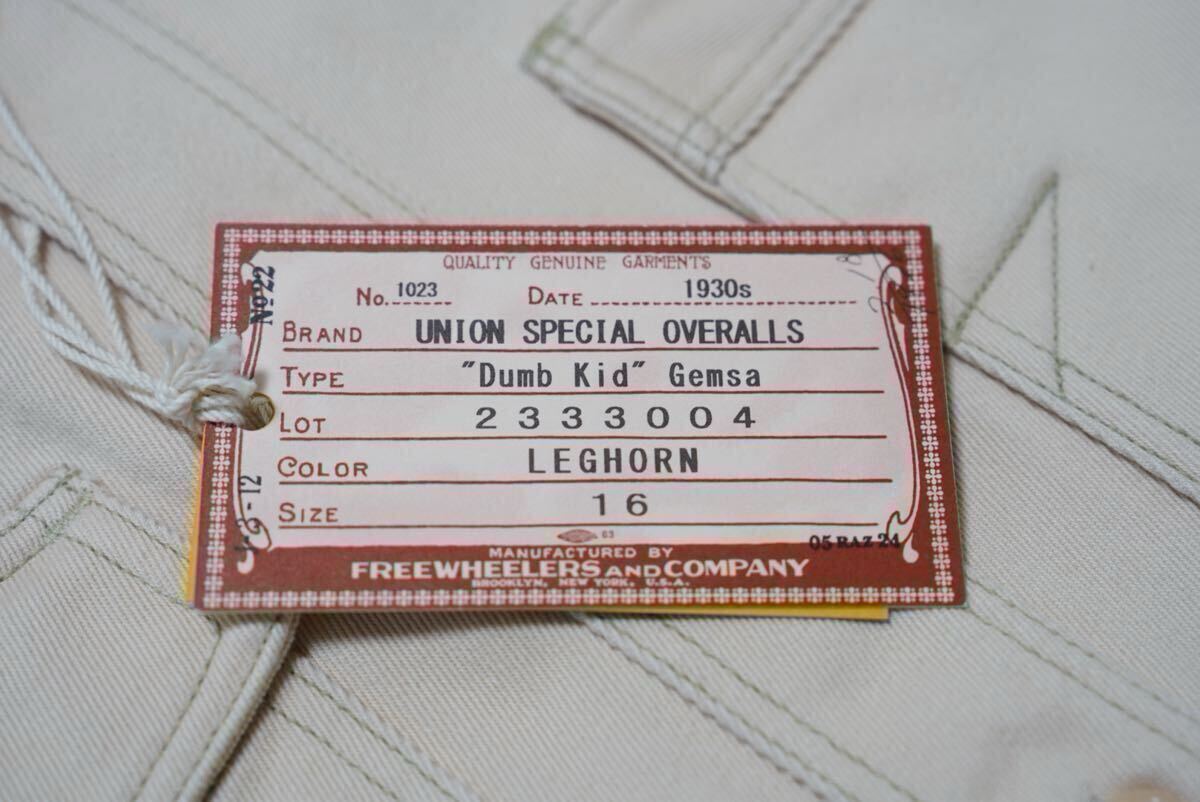 QUALITY GENUINE GARMENTS
No. 1023 DATE 1930s
No 22
BRAND UNION SPECIAL OVERALLS
TYPE "Dumb Kid" Gemsa
LOT 2333004
COLOR LEGHORN
SIZE 16
63
05 RAZ 24
MANUFACTURED BY
FREEWHEELERS AND COMPANY
BROOKLYN, NEW YORK, U.S.A.